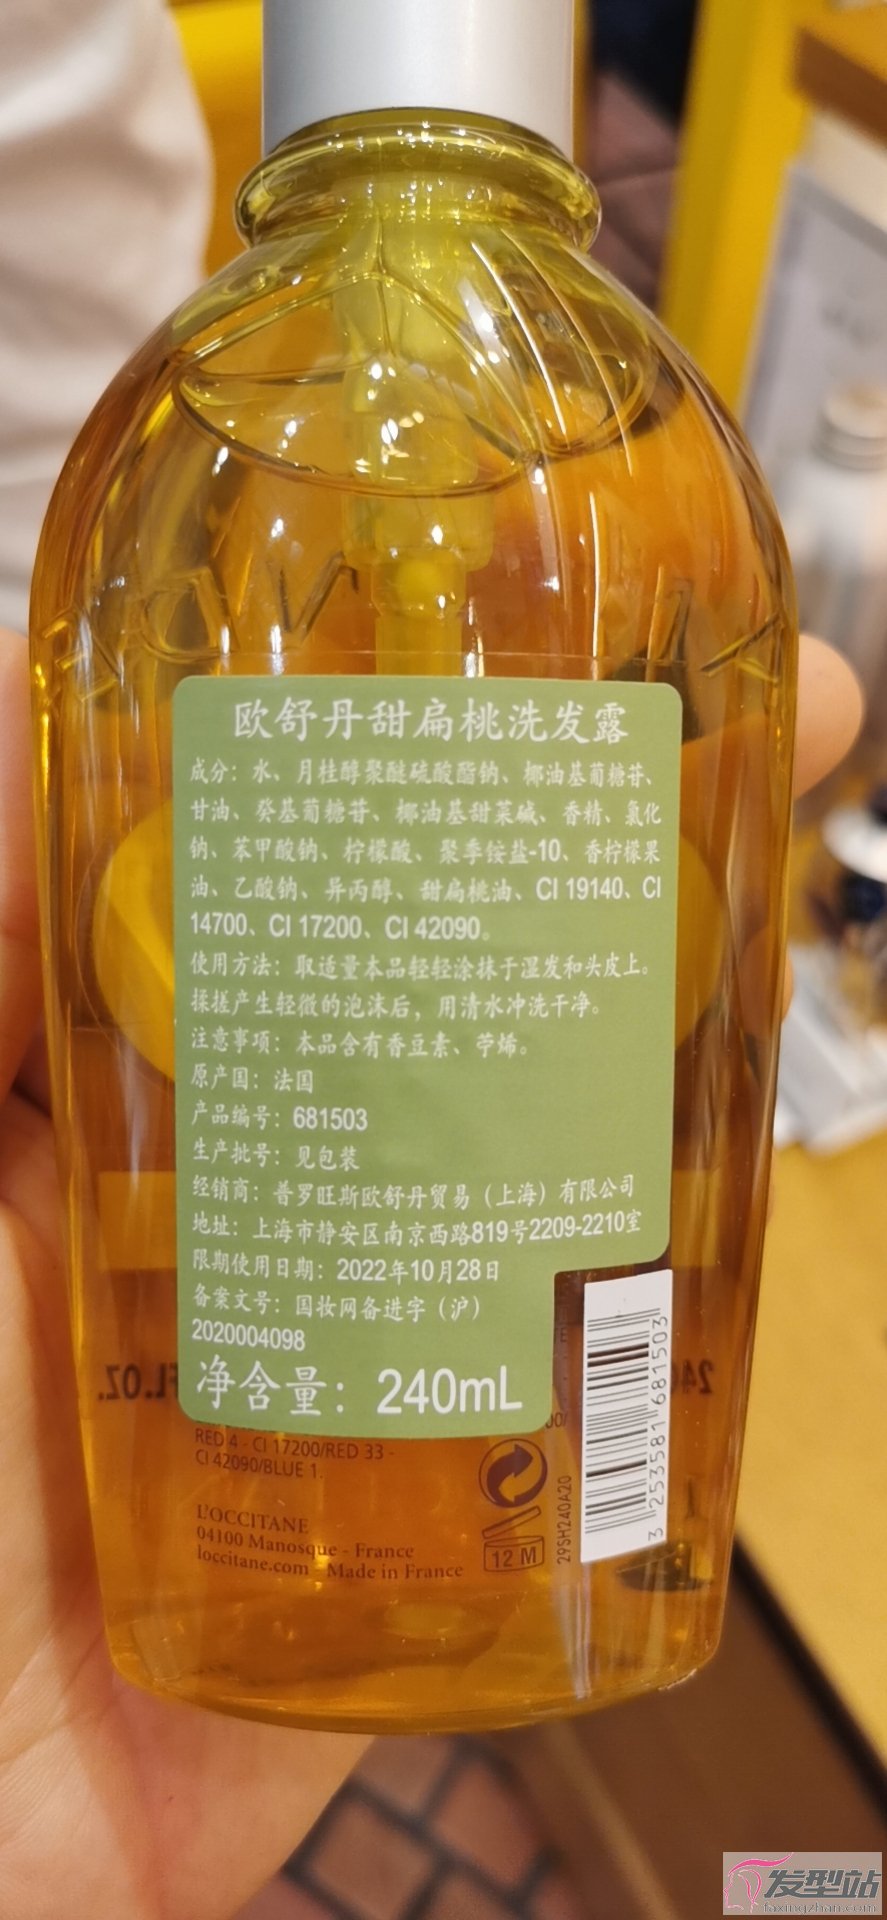 欧舒丹甜扁桃洗发露
成分：水、月桂醇聚醚硫酸酯钠、椰油基葡糖苷、
甘油、癸基葡糖苷、椰油基甜菜碱、香精、氯化
钠、苯甲酸钠、柠檬酸、聚季铵盐-10、香柠檬果
油、乙酸钠、异丙醇、甜扁桃油、CI 19140、CI
14700、CI 17200、CI 42090。
使用方法：取适量本品轻轻涂抹于湿发和头皮上。
揉搓产生轻微的泡沫后，用清水冲洗干净。
注意事项：本品含有香豆素、苧烯。
原产国：法国
产品编号：681503
生产批号：见包装
经销商：普罗旺斯欧舒丹贸易（上海）有限公司
地址：上海市静安区南京西路819号2209-2210室
限期使用日期：2022年10月28日
备案文号：国妆网备进字（沪）
2020004098
净含量：240mL
RED 4 - CI 17200/RED 33 -
CI 42090/BLUE 1.
L'OCCITANE
04100 Manosque - France
loccitane.com - Made in France
12 M
29SH240A20
3 253581 681503
FL.OZ.
发型站
faxingzhan.com